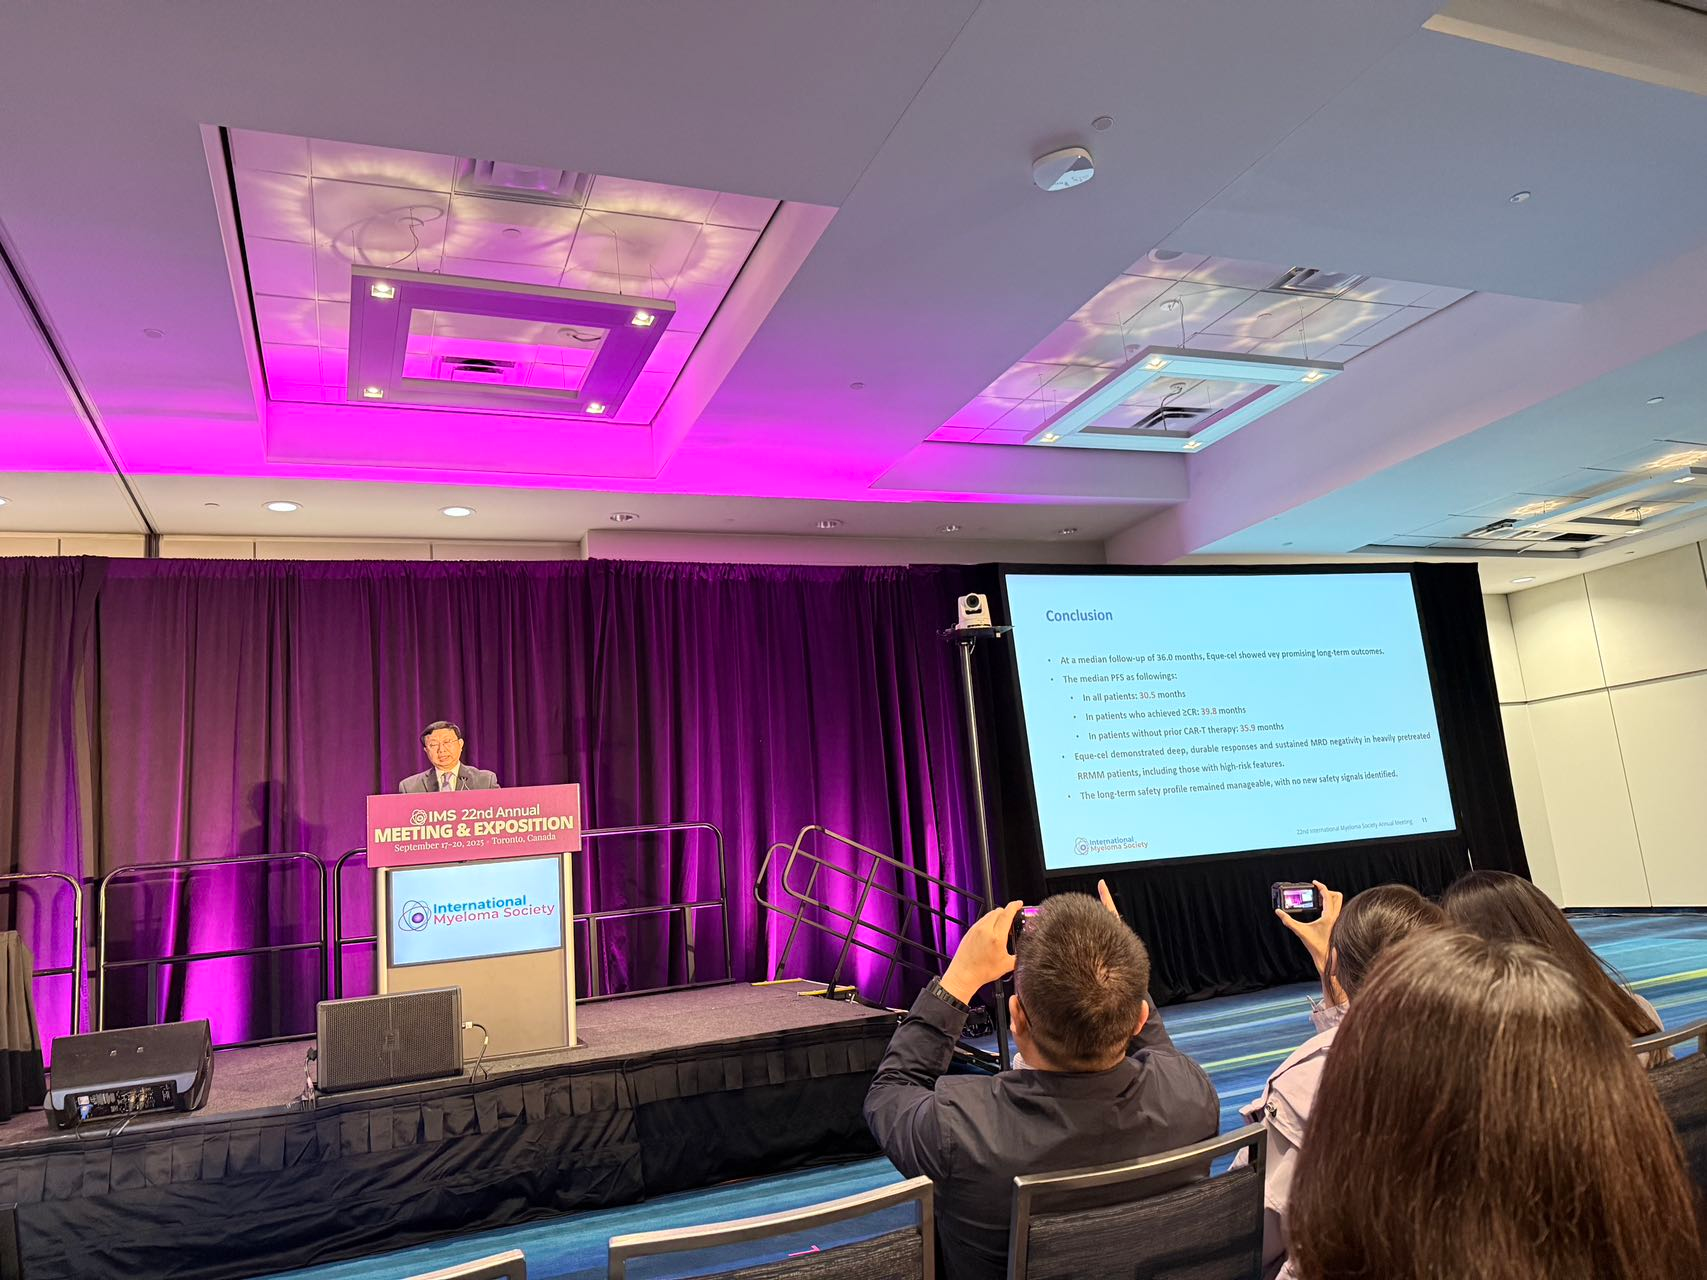 IMS 22nd Annual
MEETING & EXPOSITION
September 17-20, 2025 · Toronto, Canada
International
Myeloma Society
Conclusion
• At a median follow-up of 36.0 months, Eque-cel showed vey promising long-term outcomes.
• The median PFS as followings:
• In all patients: 30.5 months
• In patients who achieved ≥CR: 39.8 months
• In patients without prior CAR-T therapy: 35.9 months
• Eque-cel demonstrated deep, durable responses and sustained MRD negativity in heavily pretreated
RRMM patients, including those with high-risk features.
• The long-term safety profile remained manageable, with no new safety signals identified.
International
Myeloma Society
22nd International Myeloma Society Annual Meeting 11